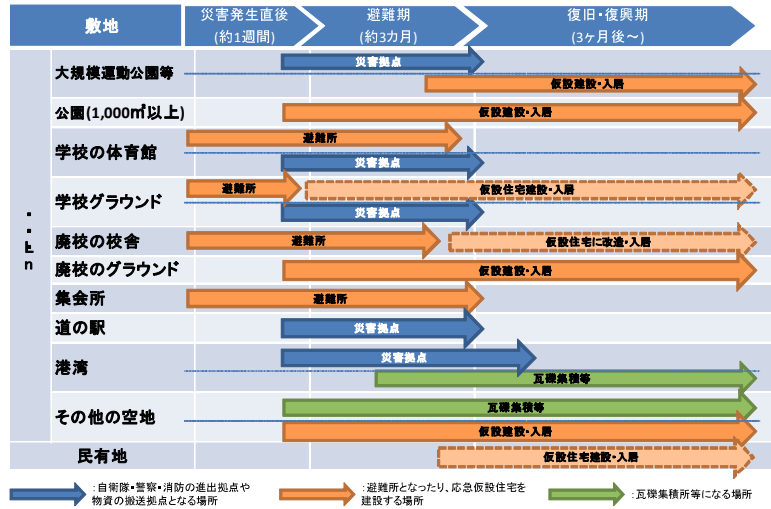 敷地
災害発生直後
(約1週間)
避難期
(約3カ月)
復旧・復興期
(3ヶ月後～)
大規模運動公園等
災害拠点
仮設建設・入居
公園(1,000㎡以上)
仮設建設・入居
学校の体育館
避難所
災害拠点
学校グラウンド
避難所
仮設住宅建設・入居
災害拠点
廃校の校舎
避難所
仮設住宅に改造・入居
廃校のグラウンド
仮設建設・入居
集会所
避難所
道の駅
災害拠点
港湾
災害拠点
瓦礫集積等
その他の空地
瓦礫集積等
仮設建設・入居
民有地
仮設住宅建設・入居
:自衛隊・警察・消防の進出拠点や
物資の搬送拠点となる場所
:避難所となったり、応急仮設住宅を
建設する場所
:瓦礫集積所等になる場所